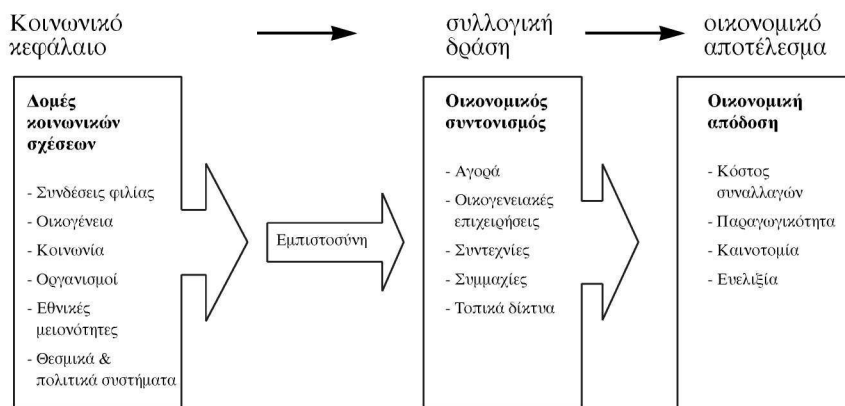 Κοινωνικό
κεφάλαιο
συλλογική
δράση
οικονομικό
αποτέλεσμα
Δομές
κοινωνικών
σχέσεων
- Συνδέσεις φιλίας
- Οικογένεια
- Κοινωνία
- Οργανισμοί
- Εθνικές
μειονότητες
- Θεσμικά &
πολιτικά συστήματα
Εμπιστοσύνη
Οικονομικός
συντονισμός
- Αγορά
- Οικογενειακές
επιχειρήσεις
- Συντεχνίες
- Συμμαχίες
- Τοπικά δίκτυα
Οικονομική
απόδοση
- Κόστος
συναλλαγών
- Παραγωγικότητα
- Καινοτομία
- Ευελιξία